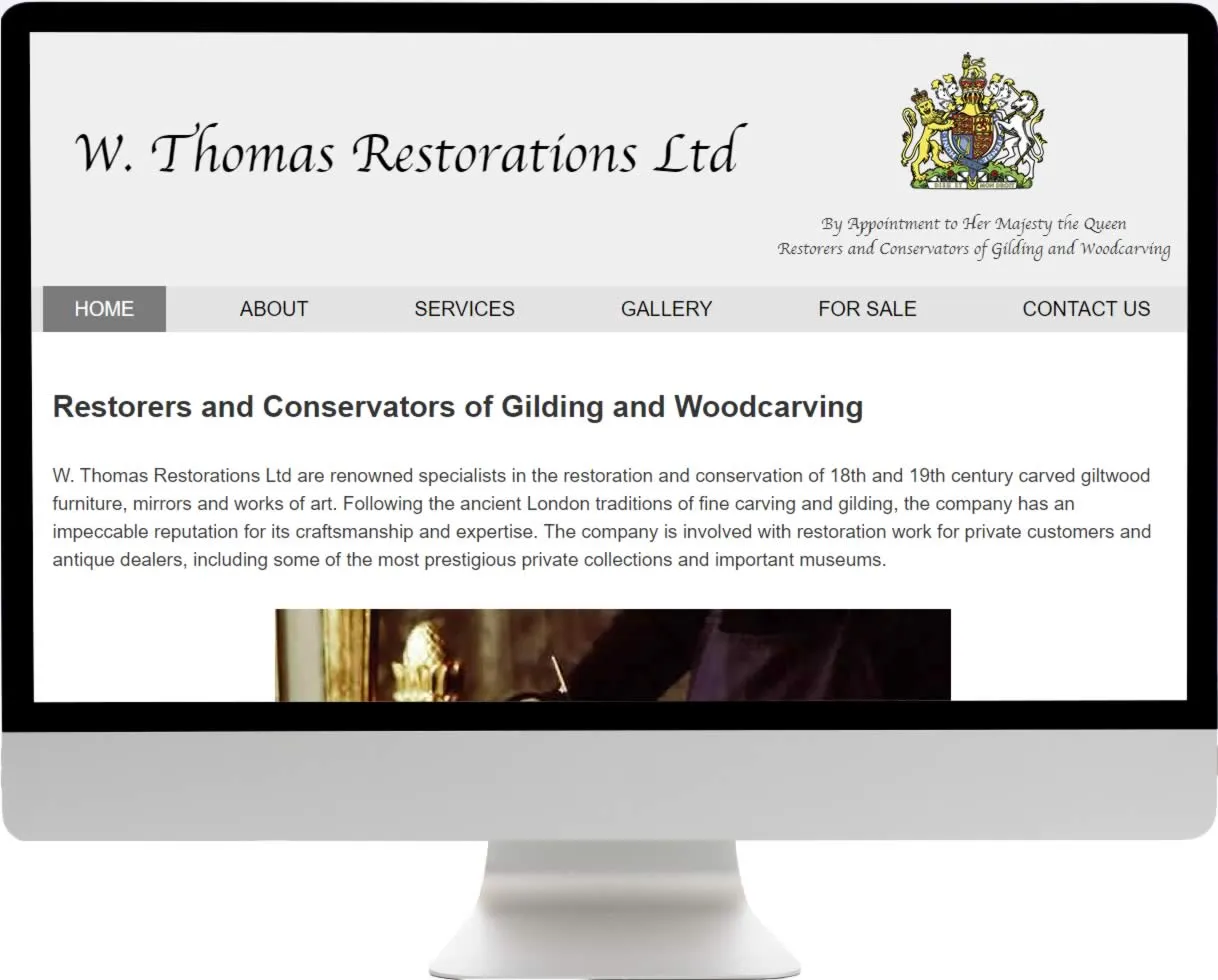 W. Thomas Restorations Ltd
DIEU ET MON DROIT
By Appointment to Her Majesty the Queen
Restorers and Conservators of Gilding and Woodcarving
HOME ABOUT SERVICES GALLERY FOR SALE CONTACT US
Restorers and Conservators of Gilding and Woodcarving
W. Thomas Restorations Ltd are renowned specialists in the restoration and conservation of 18th and 19th century carved giltwood
furniture, mirrors and works of art. Following the ancient London traditions of fine carving and gilding, the company has an
impeccable reputation for its craftsmanship and expertise. The company is involved with restoration work for private customers and
antique dealers, including some of the most prestigious private collections and important museums.